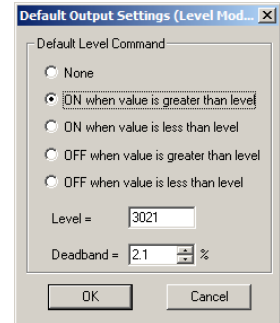 Default Output Settings (Level Mod...
Default Level Command
None
ON when value is greater than level
ON when value is less than level
OFF when value is greater than level
OFF when value is less than level
Level = 3021
Deadband = 2.1 %
OK Cancel